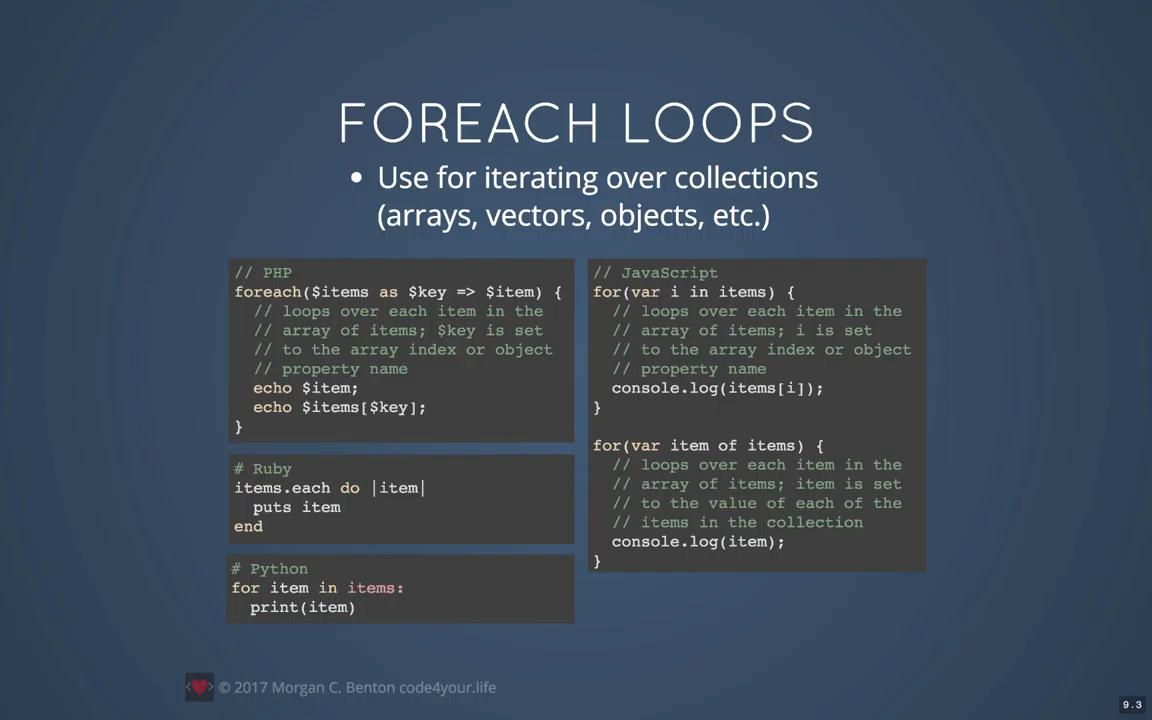 FOREACH LOOPS
• Use for iterating over collections
(arrays, vectors, objects, etc.)
// PHP
foreach($items as $key => $item) {
  // loops over each item in the
  // array of items; $key is set
  // to the array index or object
  // property name
  echo $item;
  echo $items[$key];
}
# Ruby
items.each do |item|
  puts item
end
# Python
for item in items:
  print(item)
// JavaScript
for(var i in items) {
  // loops over each item in the
  // array of items; i is set
  // to the array index or object
  // property name
  console.log(items[i]);
}
for(var item of items) {
  // loops over each item in the
  // array of items; item is set
  // to the value of each of the
  // items in the collection
  console.log(item);
}
<❤> © 2017 Morgan C. Benton code4your.life
9.3